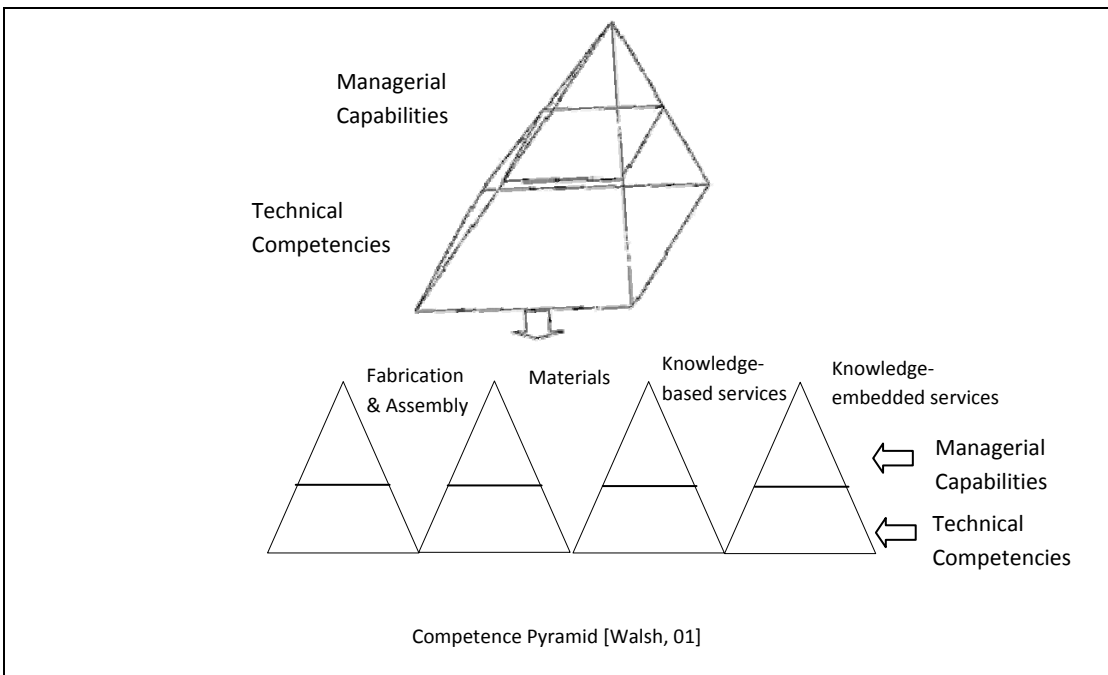 Managerial
Capabilities
Technical
Competencies
Fabrication
& Assembly
Materials
Knowledge-
based services
Knowledge-
embedded services
Managerial
Capabilities
Technical
Competencies
Competence Pyramid [Walsh, 01]